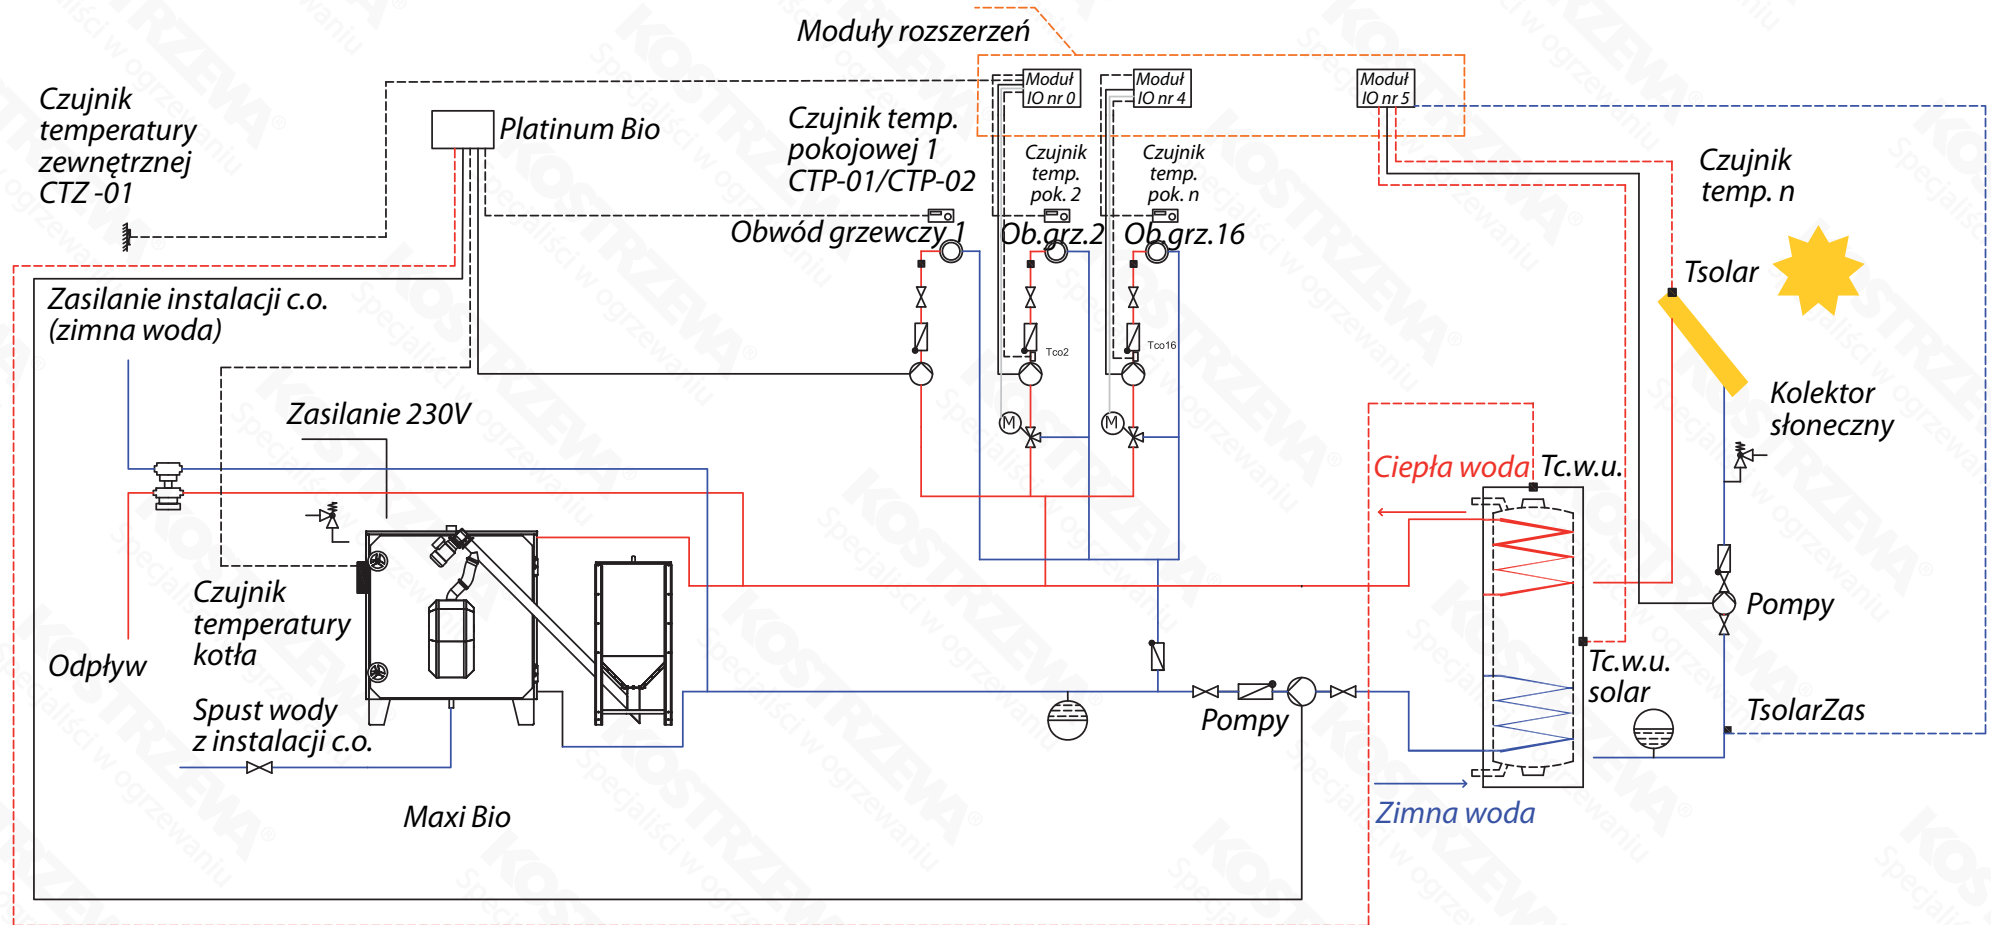 Moduły rozszerzeń
Czujnik
temperatury
zewnętrznej
CTZ -01
Platinum Bio
Czujnik temp.
pokojowej 1
CTP-01/CTP-02
Moduł
IO nr 0
Moduł
IO nr 4
Moduł
IO nr 5
Czujnik
temp.
pok. 2
Czujnik
temp.
pok. n
Czujnik
temp. n
Obwód grzewczy 1
Ob.grz.2
Ob.grz.16
Tsolar
Zasilanie instalacji c.o.
(zimna woda)
Tco2
Tco16
Zasilanie 230V
Kolektor
słoneczny
Ciepła woda
Tc.w.u.
M
M
Czujnik
temperatury
kotła
Odpływ
Pompy
Tc.w.u.
solar
Spust wody
z instalacji c.o.
Pompy
TsolarZas
Maxi Bio
Zimna woda
KOSTRZEWA®
Specjaliści w ogrzewaniu